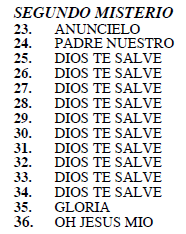 SEGUNDO MISTERIO
23. ANUNCIELO
24. PADRE NUESTRO
25. DIOS TE SALVE
26. DIOS TE SALVE
27. DIOS TE SALVE
28. DIOS TE SALVE
29. DIOS TE SALVE
30. DIOS TE SALVE
31. DIOS TE SALVE
32. DIOS TE SALVE
33. DIOS TE SALVE
34. DIOS TE SALVE
35. GLORIA
36. OH JESUS MIO